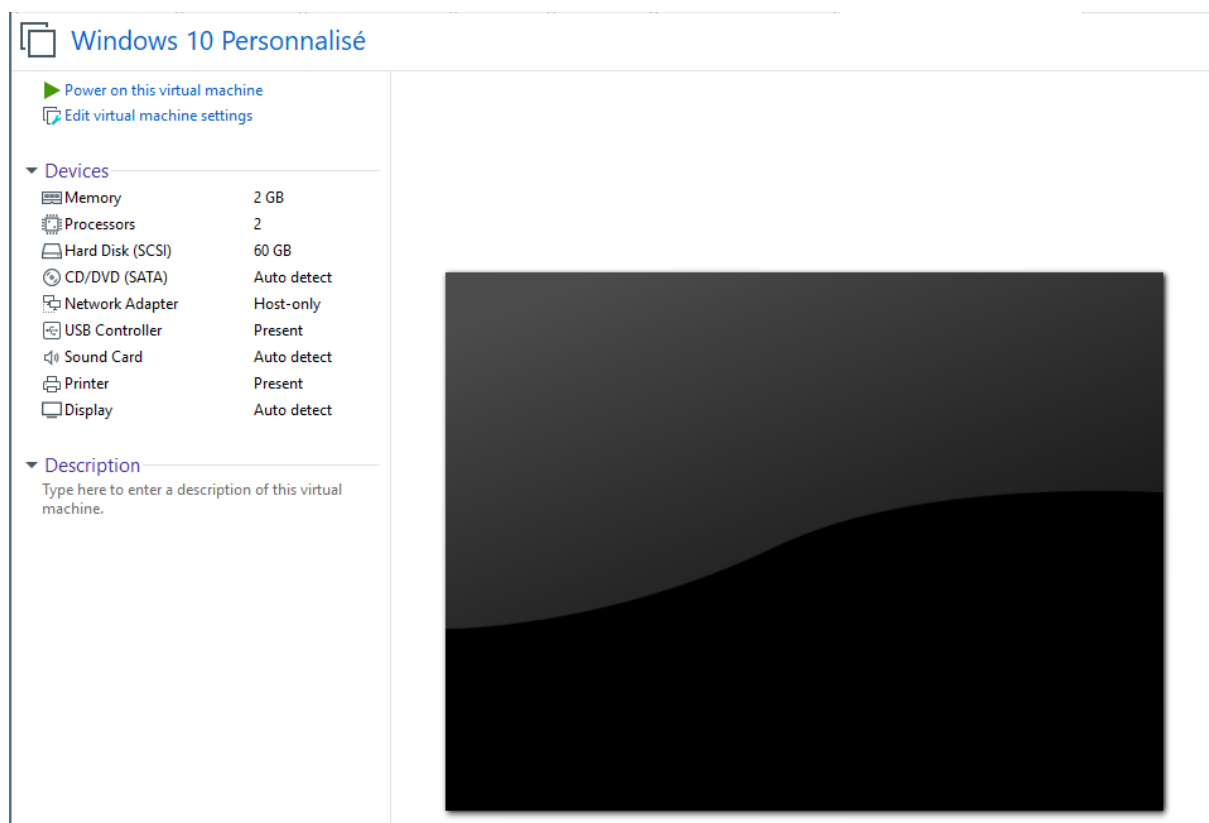 Windows 10 Personnalisé
Power on this virtual machine
Edit virtual machine settings
Devices
Memory 2 GB
Processors 2
Hard Disk (SCSI) 60 GB
CD/DVD (SATA) Auto detect
Network Adapter Host-only
USB Controller Present
Sound Card Auto detect
Printer Present
Display Auto detect
Description
Type here to enter a description of this virtual
machine.